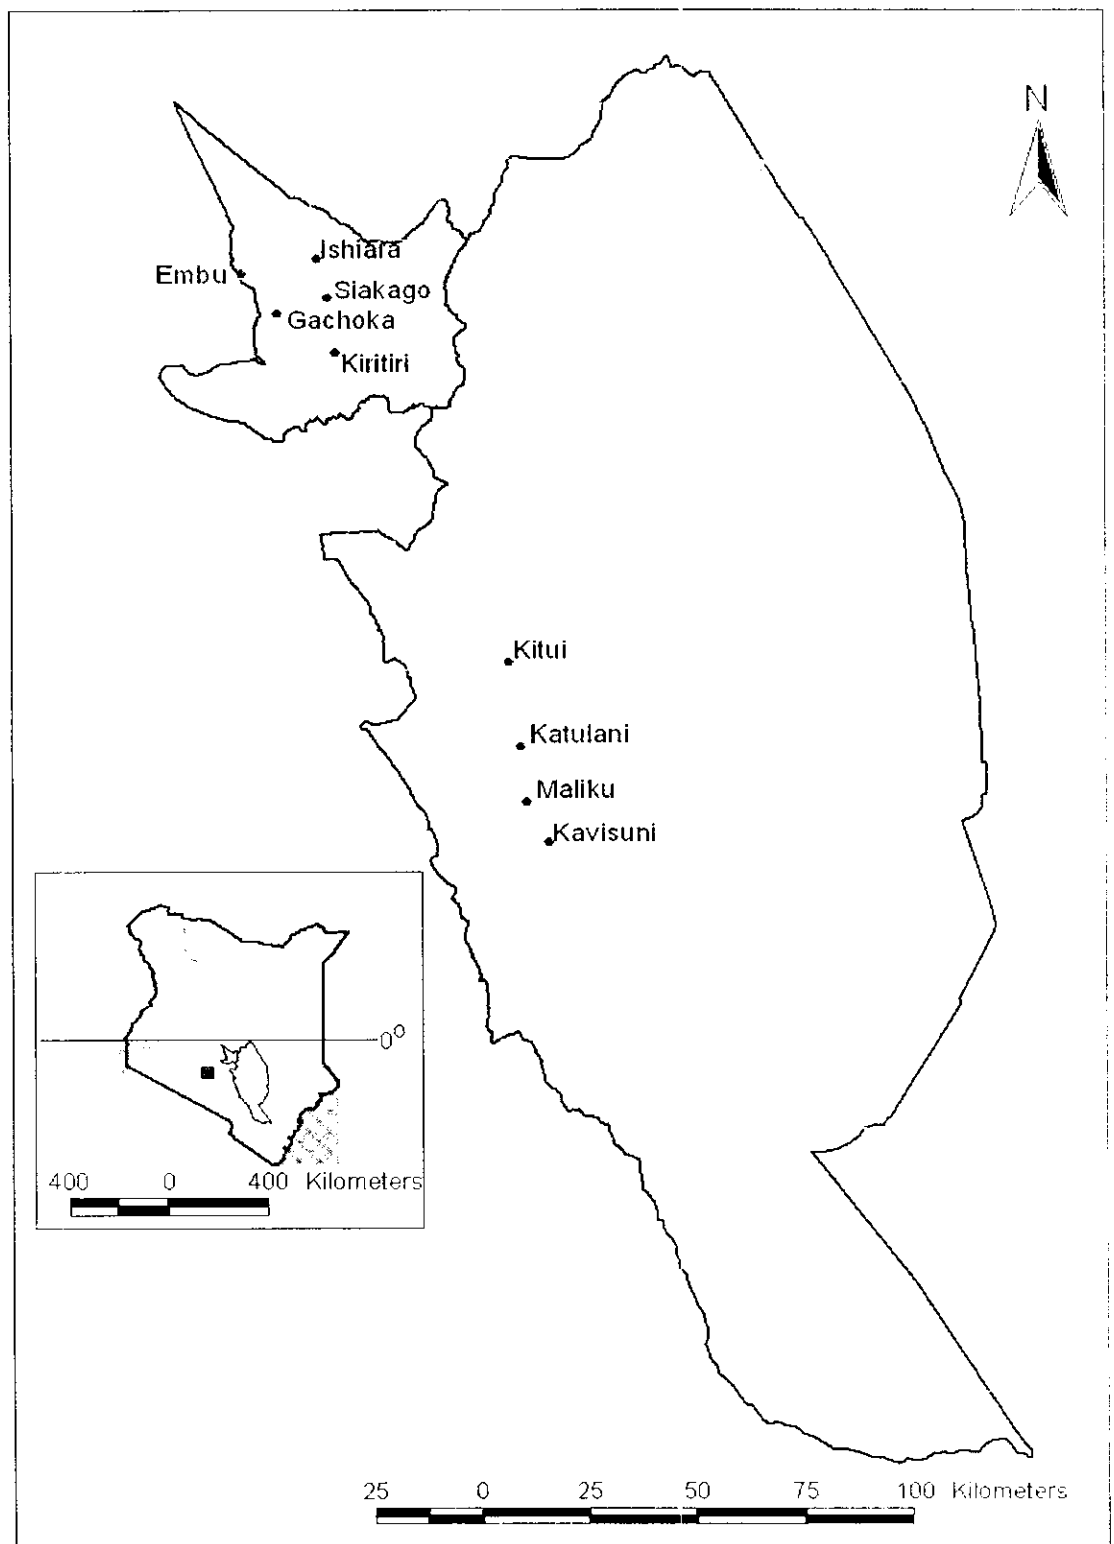 N
Ishiara
Embu
Siakago
Gachoka
Kiritiri
Kitui
Katulani
Maliku
Kavisuni
0⁰
400 0 400 Kilometers
25 0 25 50 75 100 Kilometers